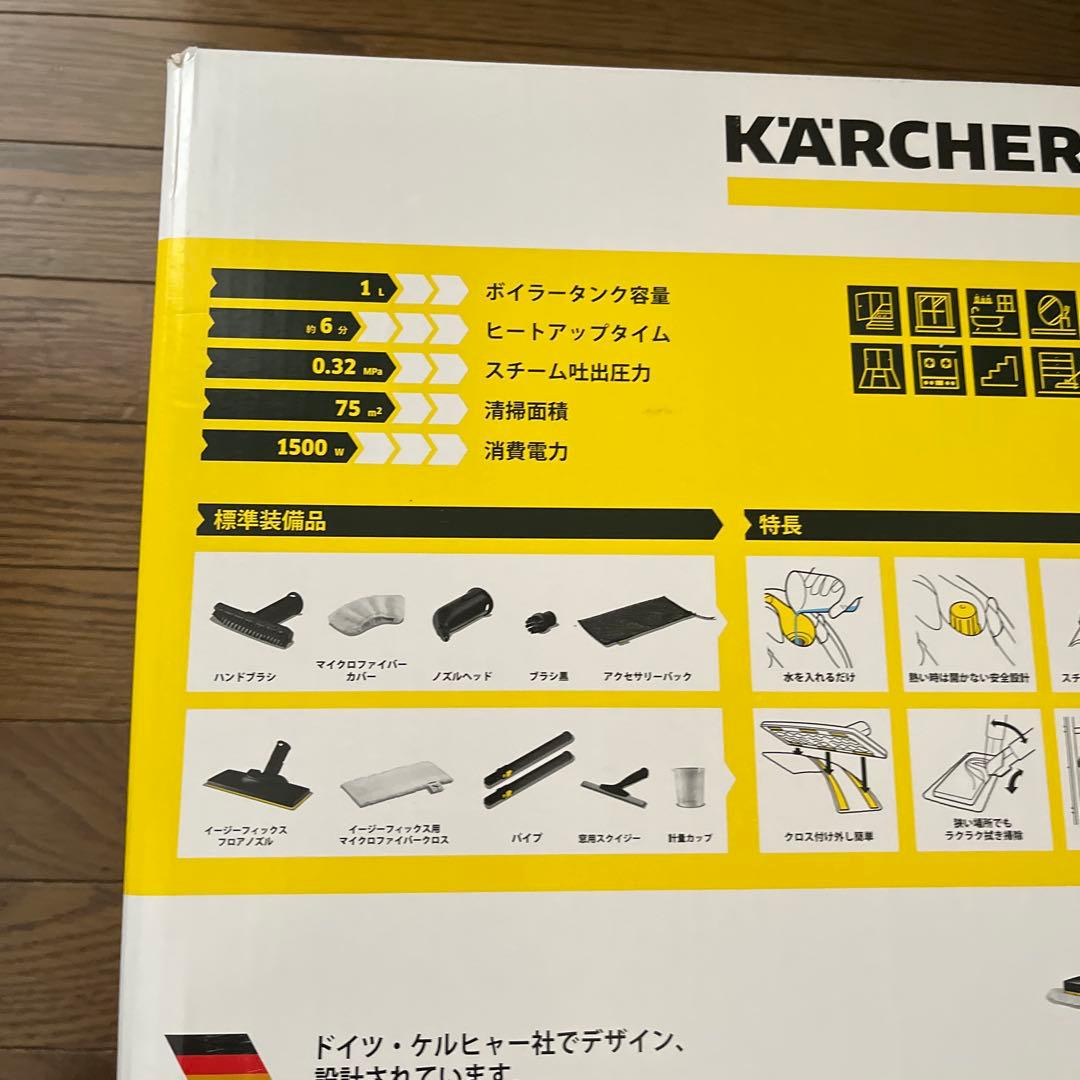 KÄRCHER
1 L ボイラータンク容量
約 6 分 ヒートアップタイム
0.32 MPa スチーム吐出圧力
75 m² 清掃面積
1500 W 消費電力
標準装備品
ハンドブラシ
マイクロファイバー
カバー
ノズルヘッド
ブラシ黒
アクセサリーバック
イージーフィックス
フロアノズル
イージーフィックス用
マイクロファイバークロス
パイプ
窓用スクイジー
計量カップ
特長
水を入れるだけ
熱い時は開かない安全設計
スチ
クロス付け外し簡単
狭い場所でも
ラクラク拭き掃除
ドイツ・ケルヒャー社でデザイン、
設計されています